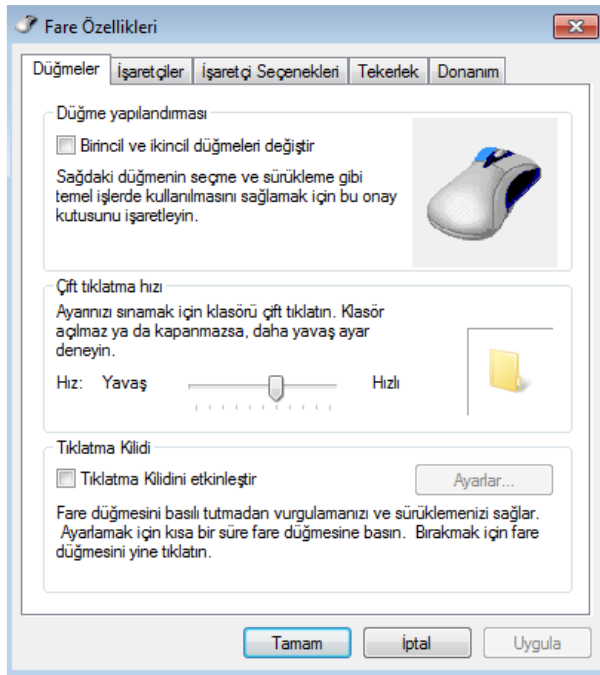 Fare Özellikleri
Düğmeler İşaretçiler İşaretçi Seçenekleri Tekerlek Donanım
Düğme yapılandırması
Birincil ve ikincil düğmeleri değiştir
Sağdaki düğmenin seçme ve sürükleme gibi
temel işlerde kullanılmasını sağlamak için bu onay
kutusunu işaretleyin.
Çift tıklatma hızı
Ayarınızı sınamak için klasörü çift tıklatın. Klasör
açılmaz ya da kapanmazsa, daha yavaş ayar
deneyin.
Hız: Yavaş Hızlı
Tıklatma Kilidi
Tıklatma Kilidini etkinleştir Ayarlar...
Fare düğmesini basılı tutmadan vurgulamanızı ve sürüklemenizi sağlar.
Ayarlamak için kısa bir süre fare düğmesine basın. Bırakmak için fare
düğmesini yine tıklatın.
Tamam İptal Uygula